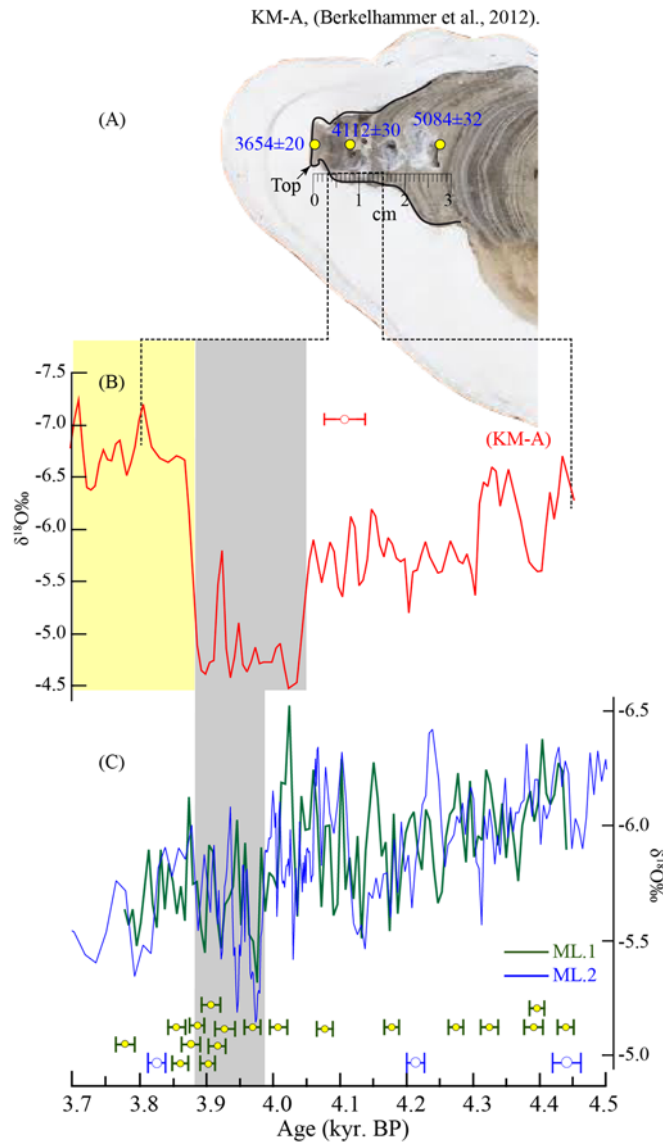 KM-A, (Berkelhammer et al., 2012).
(A)
5084±32
4112±30
3654±20
Top
0 1 2 3
cm
(B)
-7.5
-7.0
(KM-A)
-6.5
-6.0
-5.5
-5.0
-4.5
δ¹⁸O‰
(C)
-6.5
-6.0
-5.5
-5.0
δ¹⁸O‰
ML.1
ML.2
3.7 3.8 3.9 4.0 4.1 4.2 4.3 4.4 4.5
Age (kyr. BP)